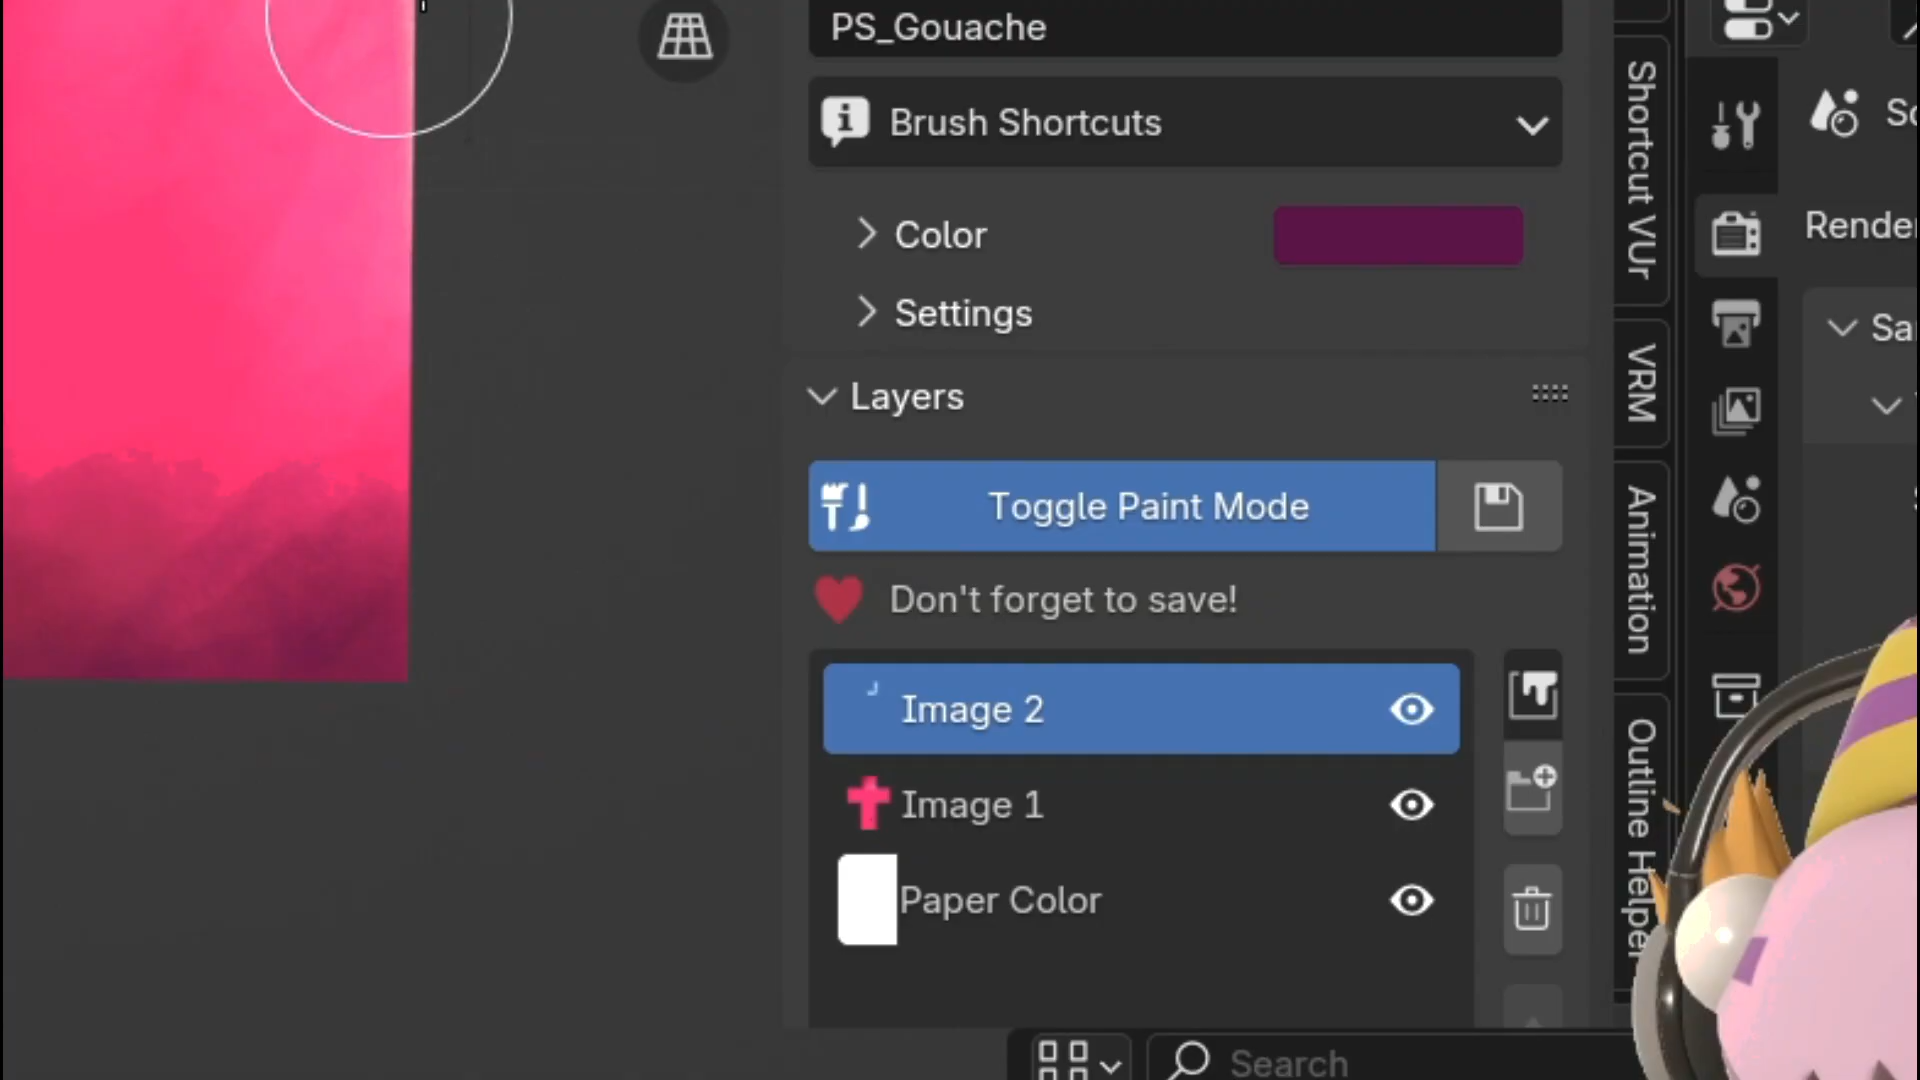 PS_Gouache
Brush Shortcuts
Color
Settings
Layers
Toggle Paint Mode
Don't forget to save!
Image 2
Image 1
Paper Color
Search
Shortcut VUr
VRM
Animation
Outline Helper
Render